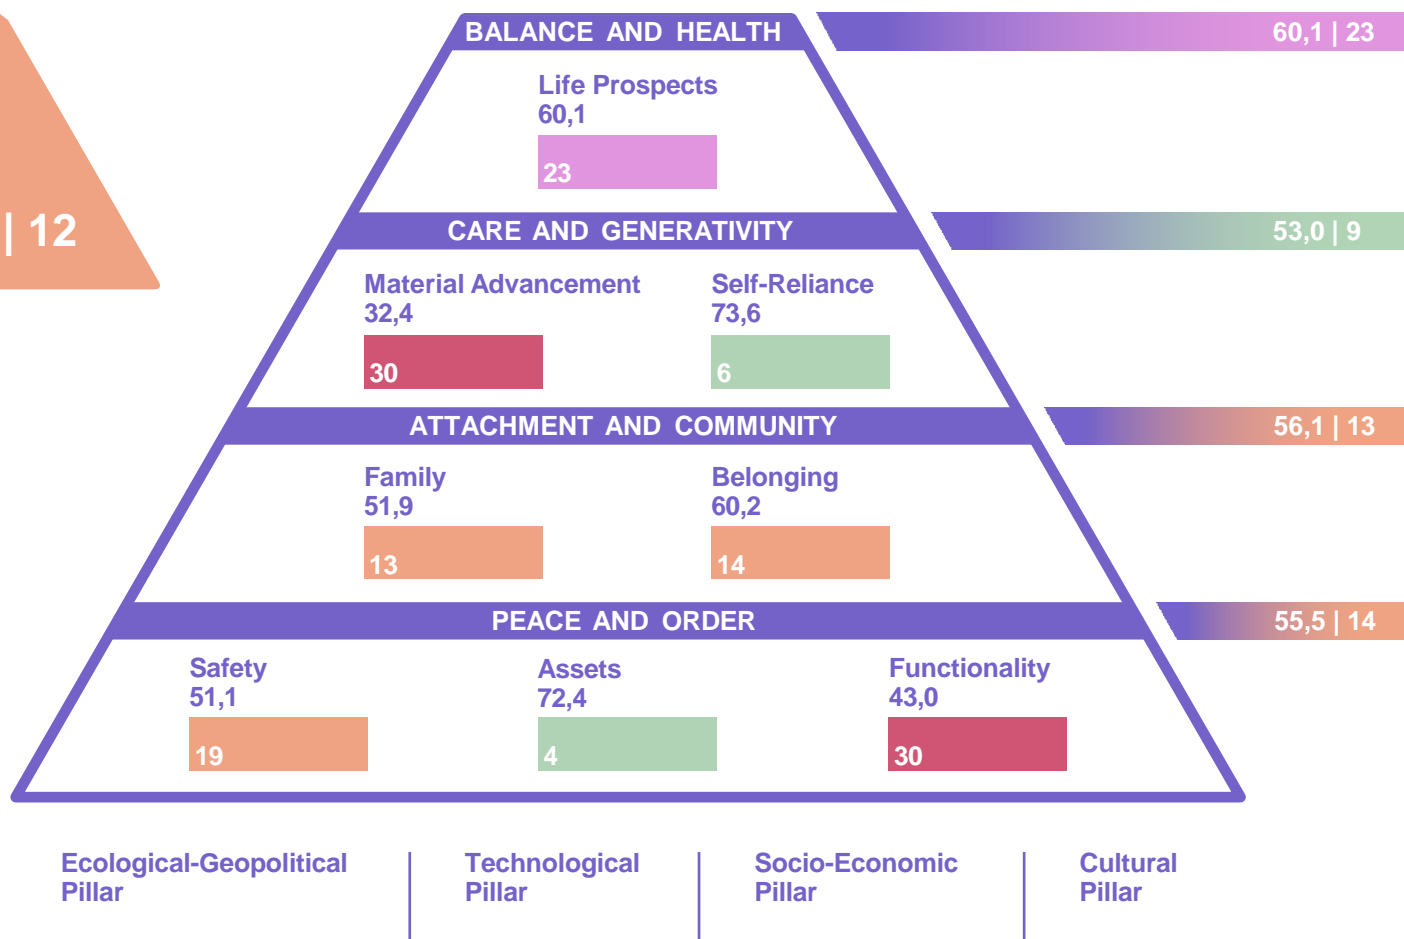 BALANCE AND HEALTH
60,1 | 23
Life Prospects
60,1
23
| 12
CARE AND GENERATIVITY
53,0 | 9
Material Advancement
32,4
30
Self-Reliance
73,6
6
ATTACHMENT AND COMMUNITY
56,1 | 13
Family
51,9
13
Belonging
60,2
14
PEACE AND ORDER
55,5 | 14
Safety
51,1
19
Assets
72,4
4
Functionality
43,0
30
Ecological-Geopolitical
Pillar
Technological
Pillar
Socio-Economic
Pillar
Cultural
Pillar